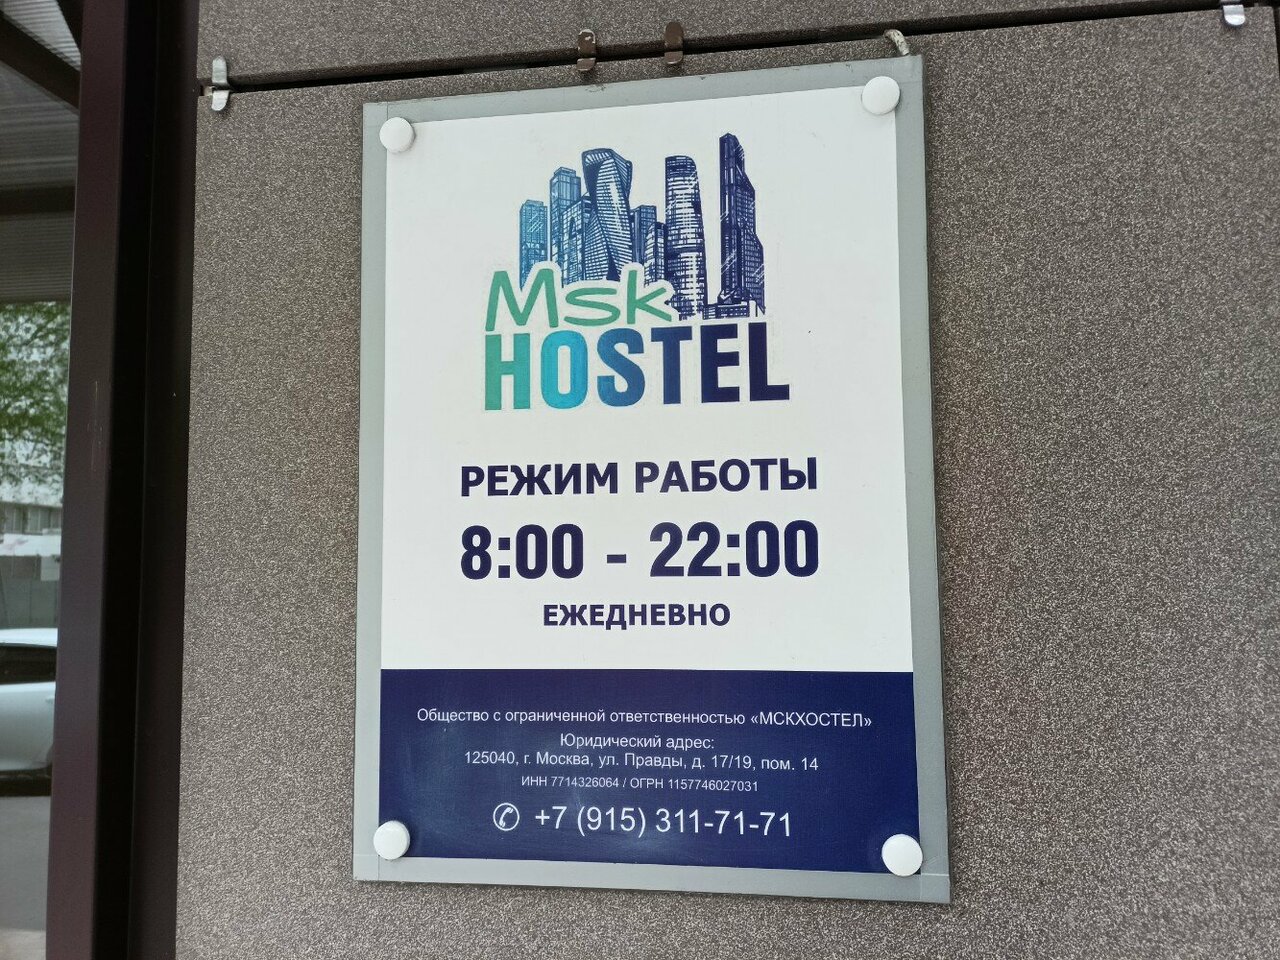 Msk
HOSTEL
РЕЖИМ РАБОТЫ
8:00 - 22:00
ЕЖЕДНЕВНО
Общество с ограниченной ответственностью «МСКХОСТЕЛ»
Юридический адрес:
125040, г. Москва, ул. Правды, д. 17/19, пом. 14
ИНН 7714326064 / ОГРН 1157746027031
✆ +7 (915) 311-71-71